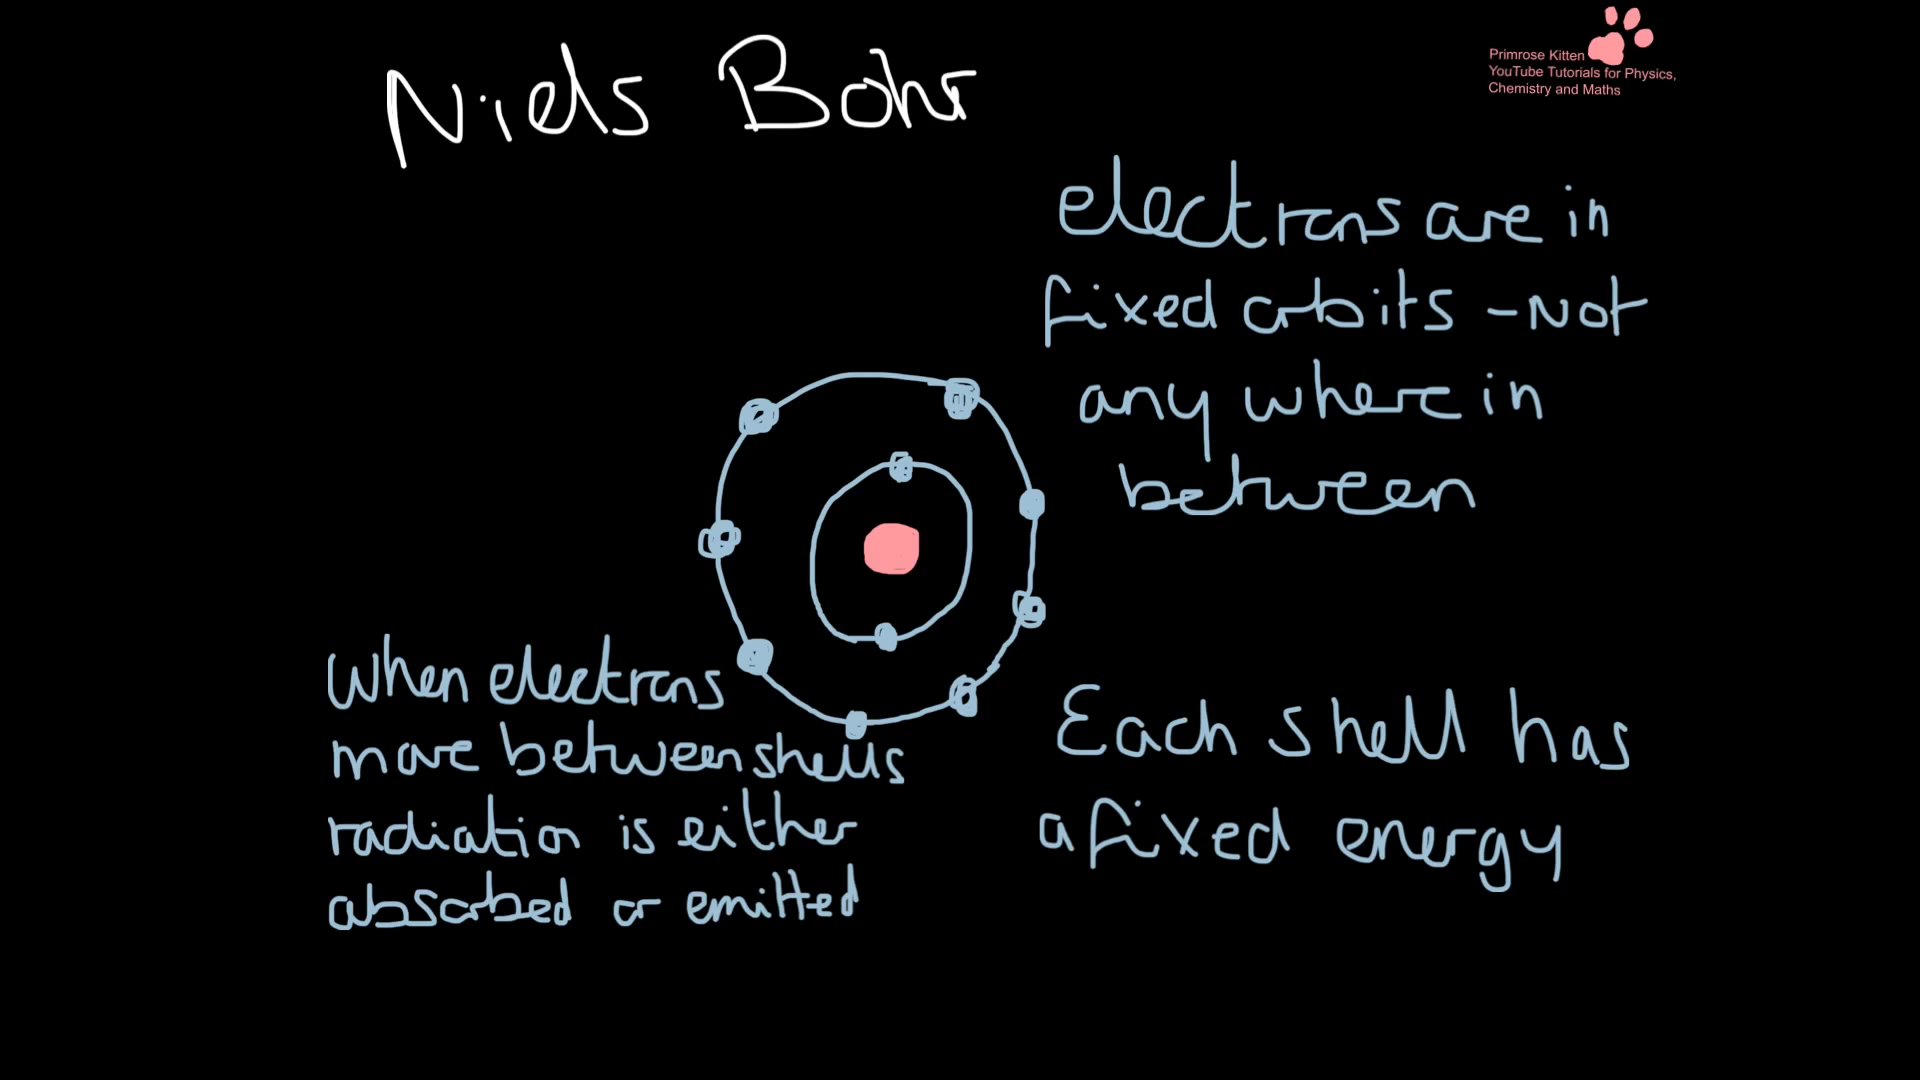 Niels Bohr
Primrose Kitten
YouTube Tutorials for Physics,
Chemistry and Maths
electrons are in
fixed orbits - Not
any where in
between
When electrons
move between shells
radiation is either
absorbed or emitted
Each shell has
a fixed energy